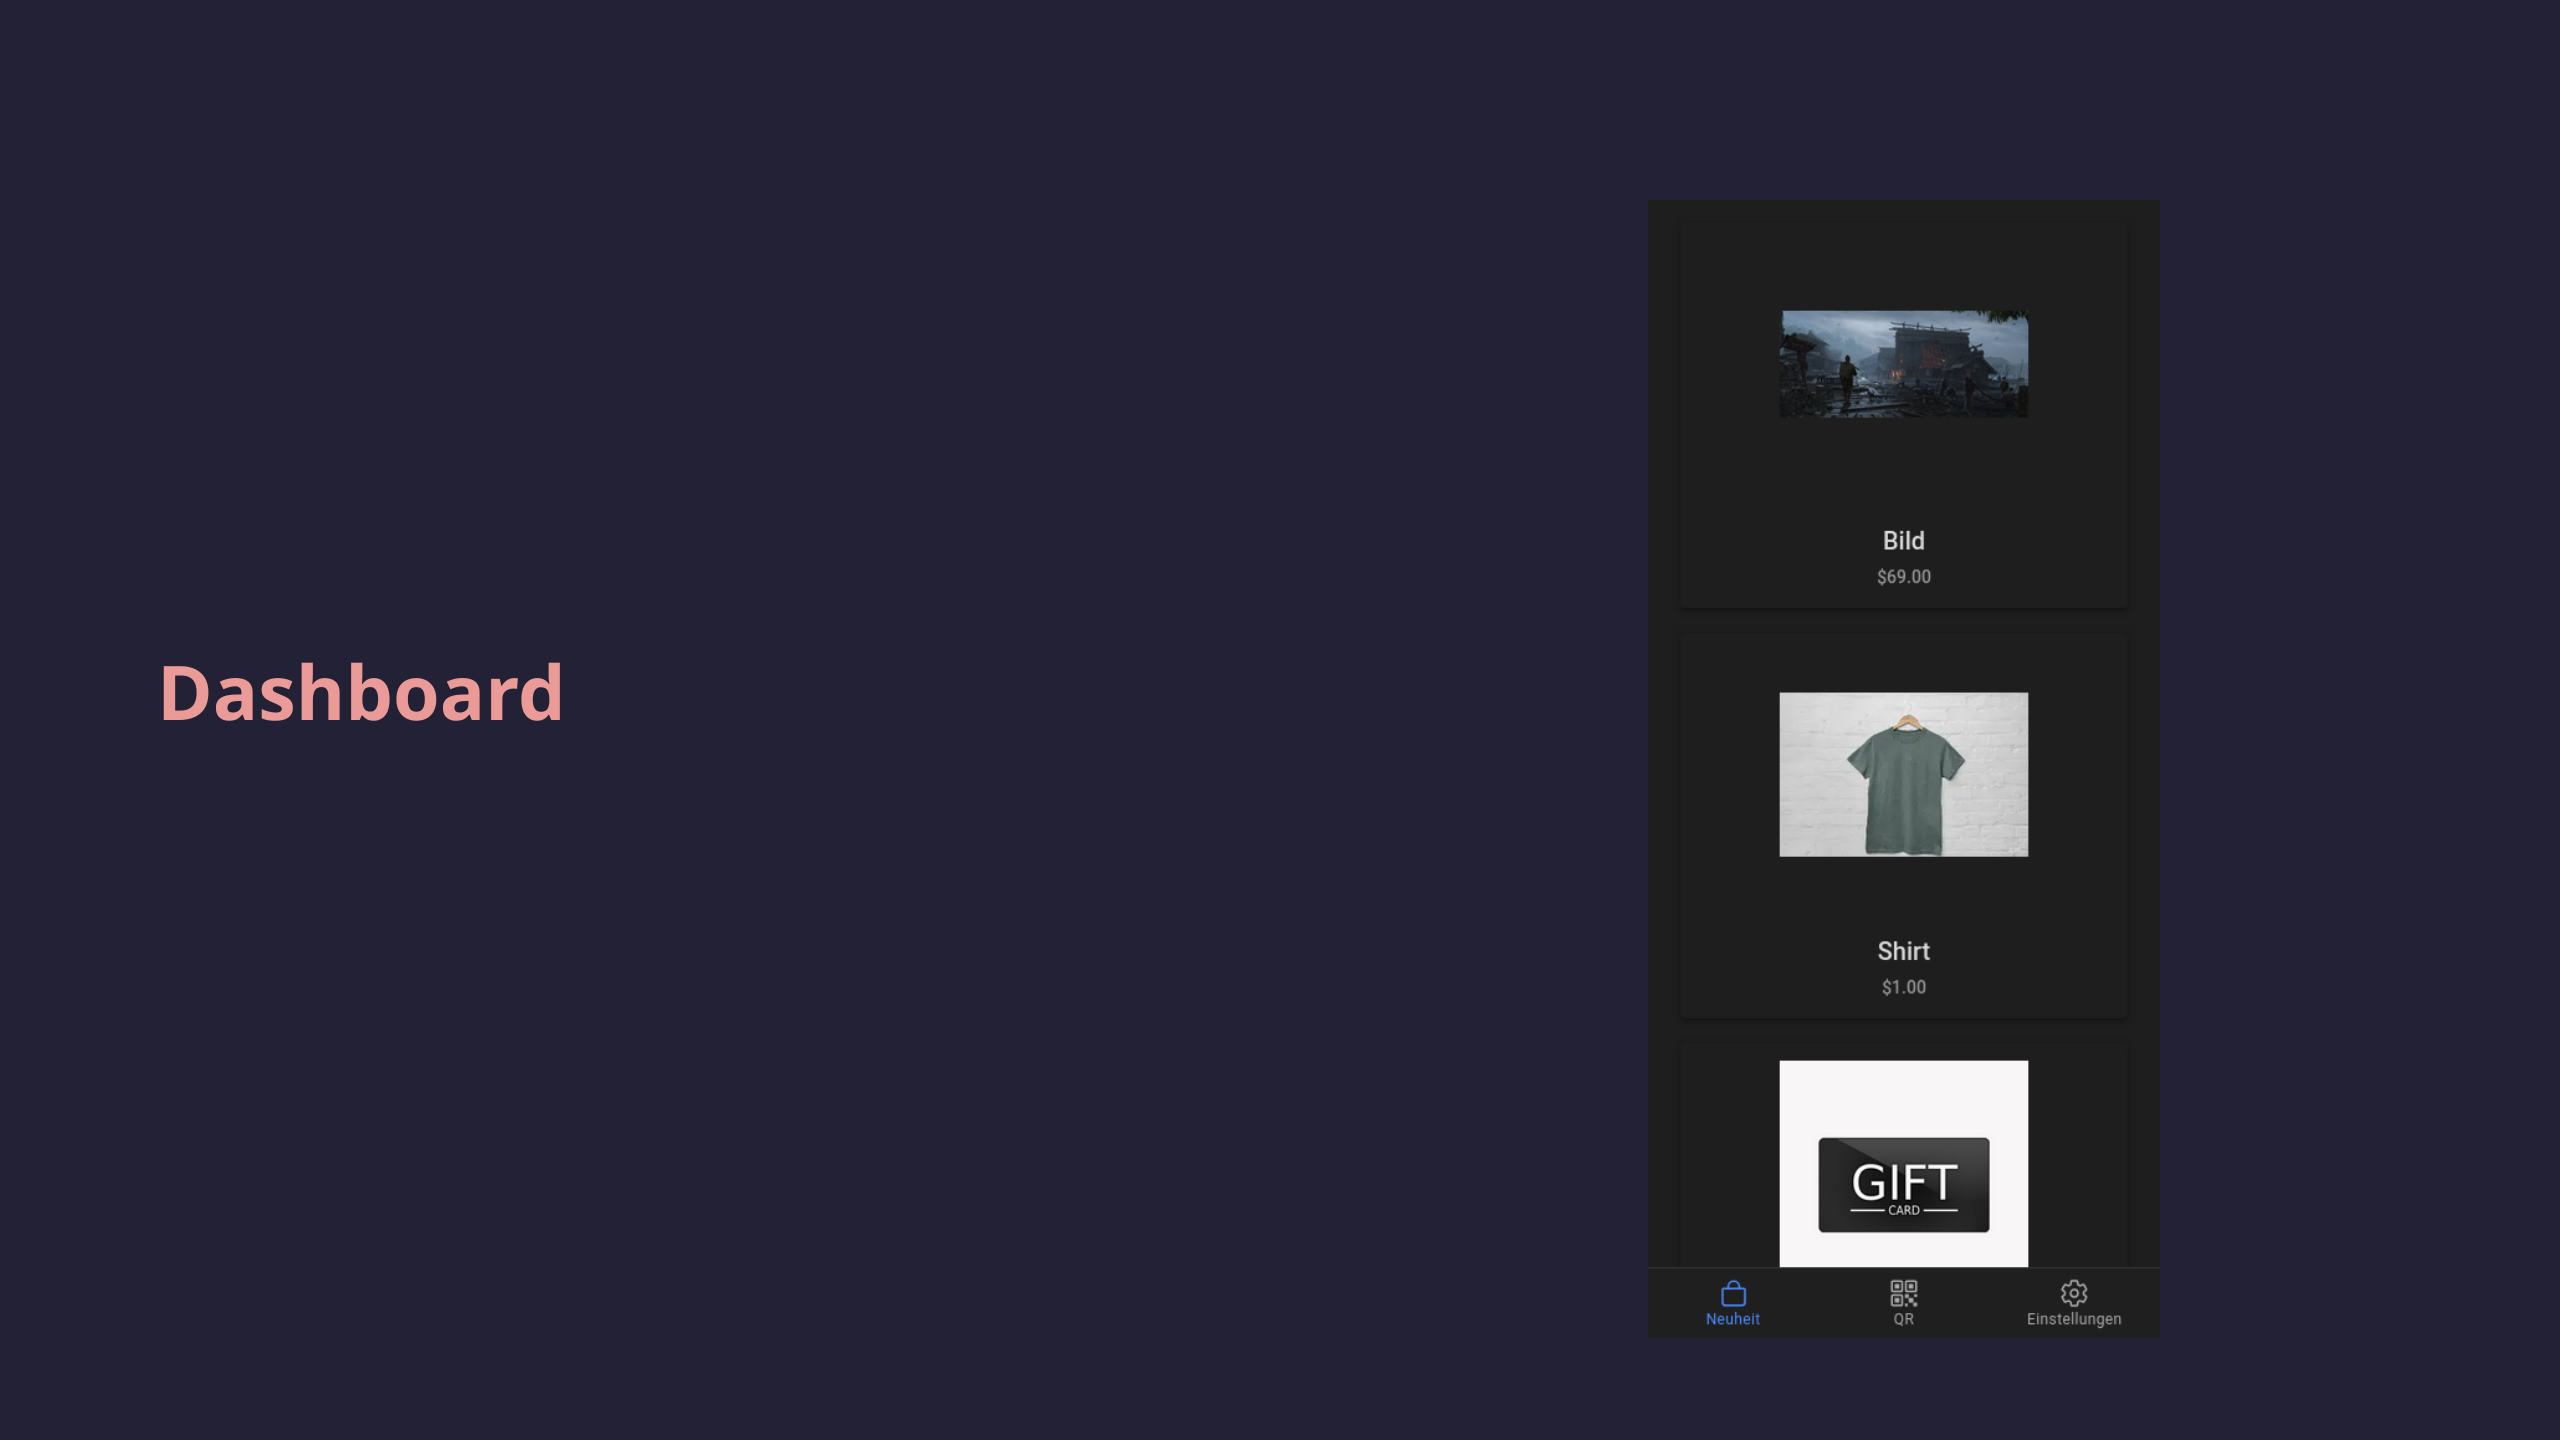 Dashboard
Bild
$69.00
Shirt
$1.00
GIFT
CARD
Neuheit
QR
Einstellungen